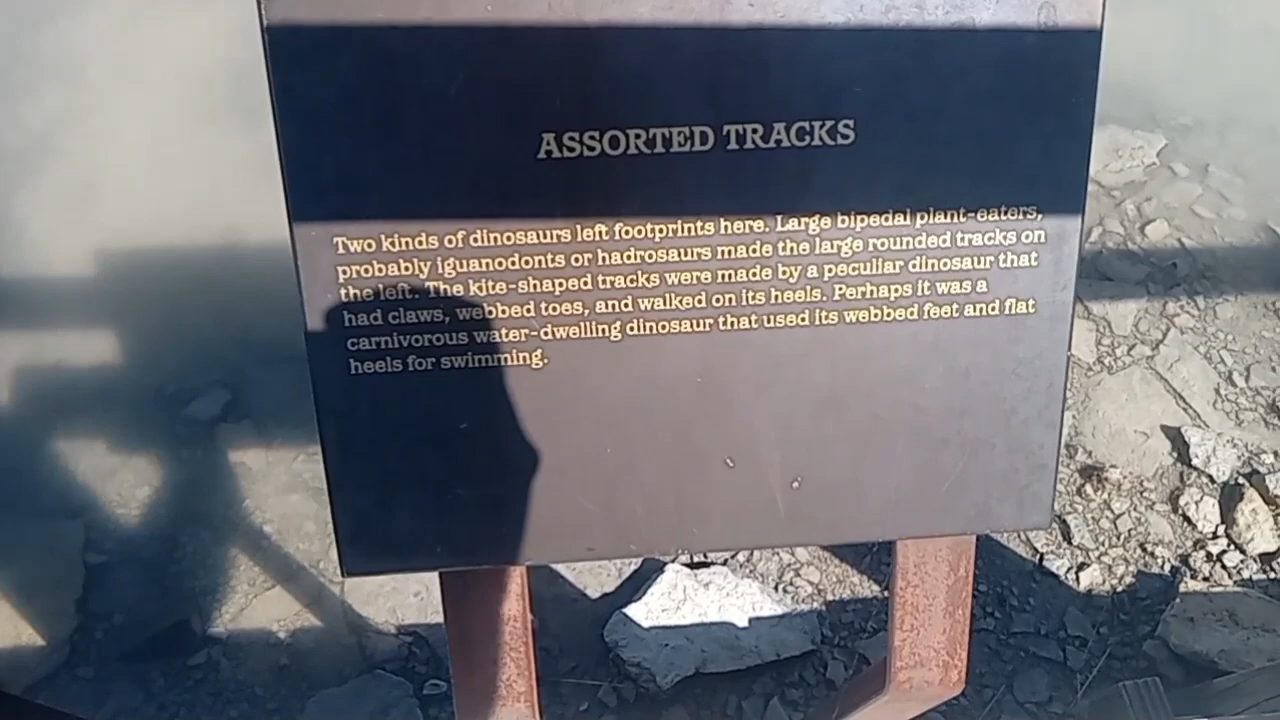 ASSORTED TRACKS
Two kinds of dinosaurs left footprints here. Large bipedal plant-eaters,
probably iguanodonts or hadrosaurs made the large rounded tracks on
the left. The kite-shaped tracks were made by a peculiar dinosaur that
had claws, webbed toes, and walked on its heels. Perhaps it was a
carnivorous water-dwelling dinosaur that used its webbed feet and flat
heels for swimming.